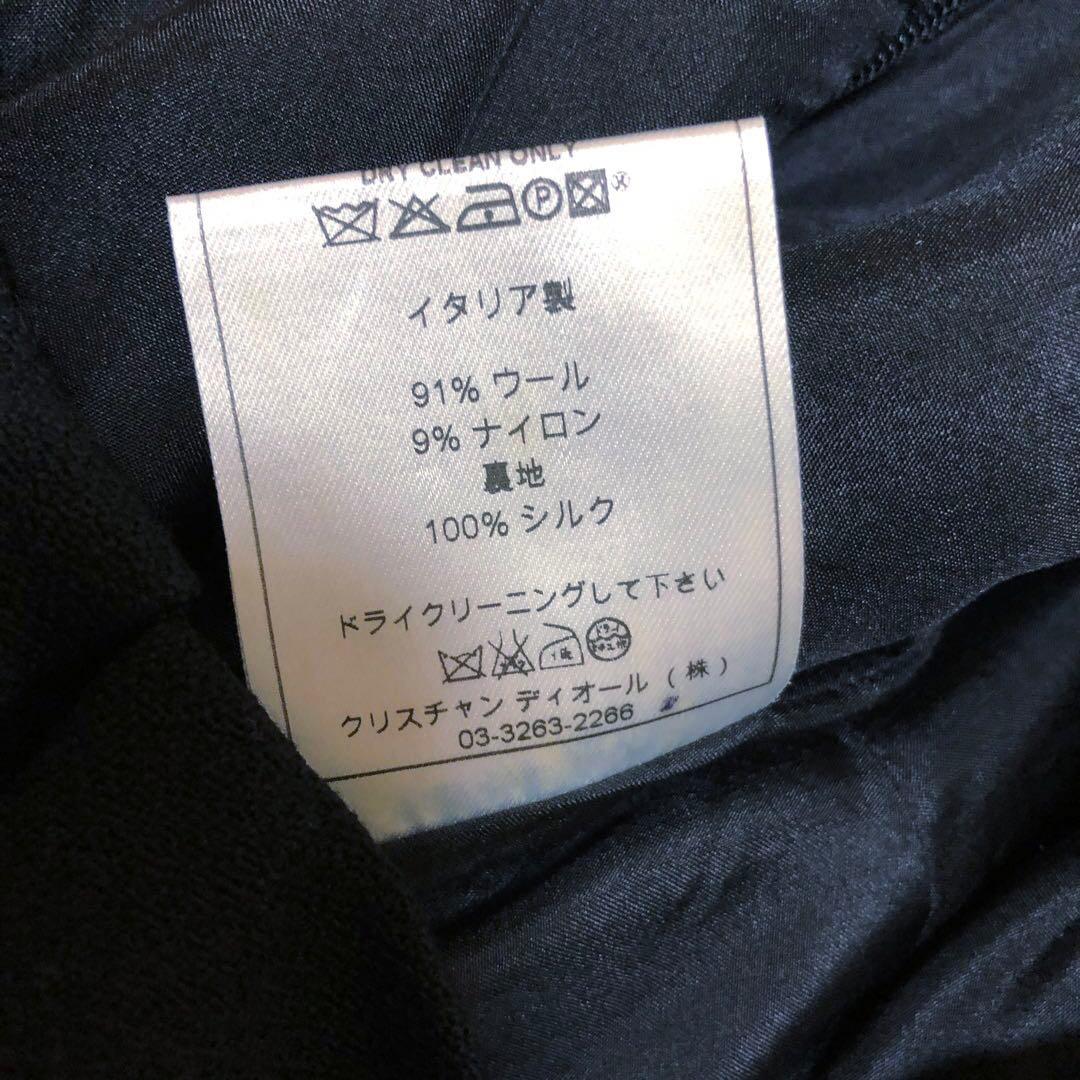 DRY CLEAN ONLY
P
イタリア製
91% ウール
9% ナイロン
裏地
100% シルク
ドライクリーニングして下さい
クリスチャン ディオール (株)
03-3263-2266